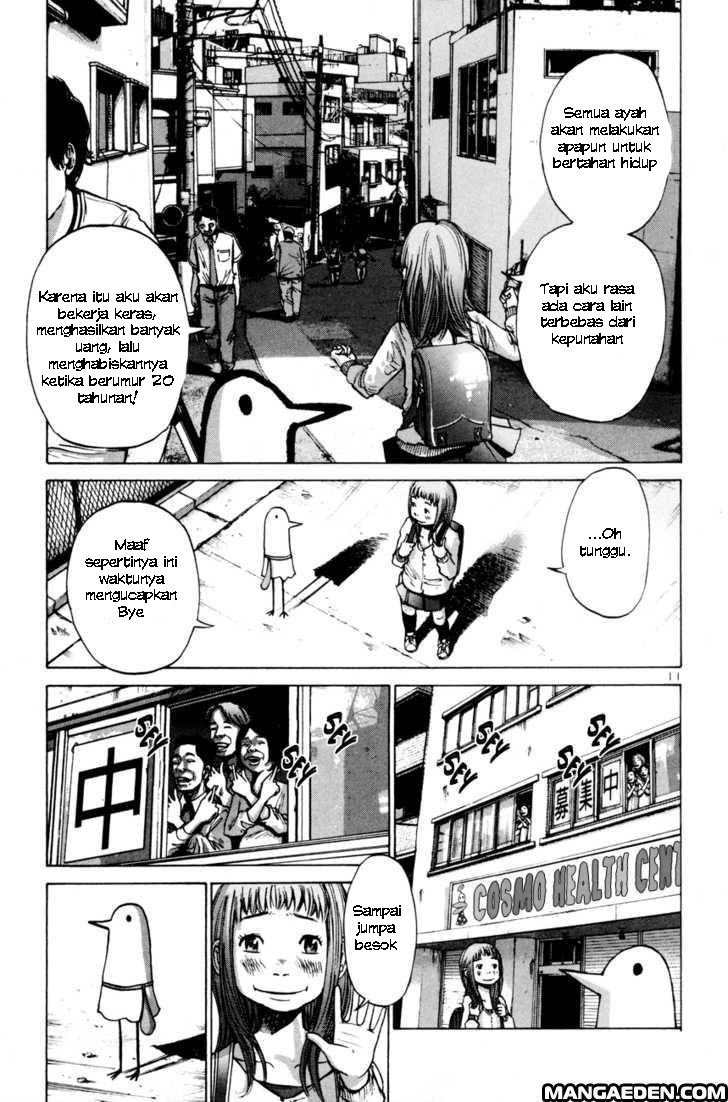 Semua ayah
akan melakukan
apapun untuk
bertahan hidup
Tapi aku rasa
ada cara lain
terbebas dari
kepunahan
Karena itu aku akan
bekerja keras,
menghasilkan banyak
uang, lalu
menghabiskannya
ketika berumur 20
tahunan!
...Oh
tunggu.
Maaf
sepertinya ini
waktunya
mengucapkan
Bye
11
SEY
SEY
SEY
SEY
募集中
COSMO HEALTH CENT
SEY
SEY
SEY
SEY
中
Sampai
jumpa
besok
MANGAEDEN.COM